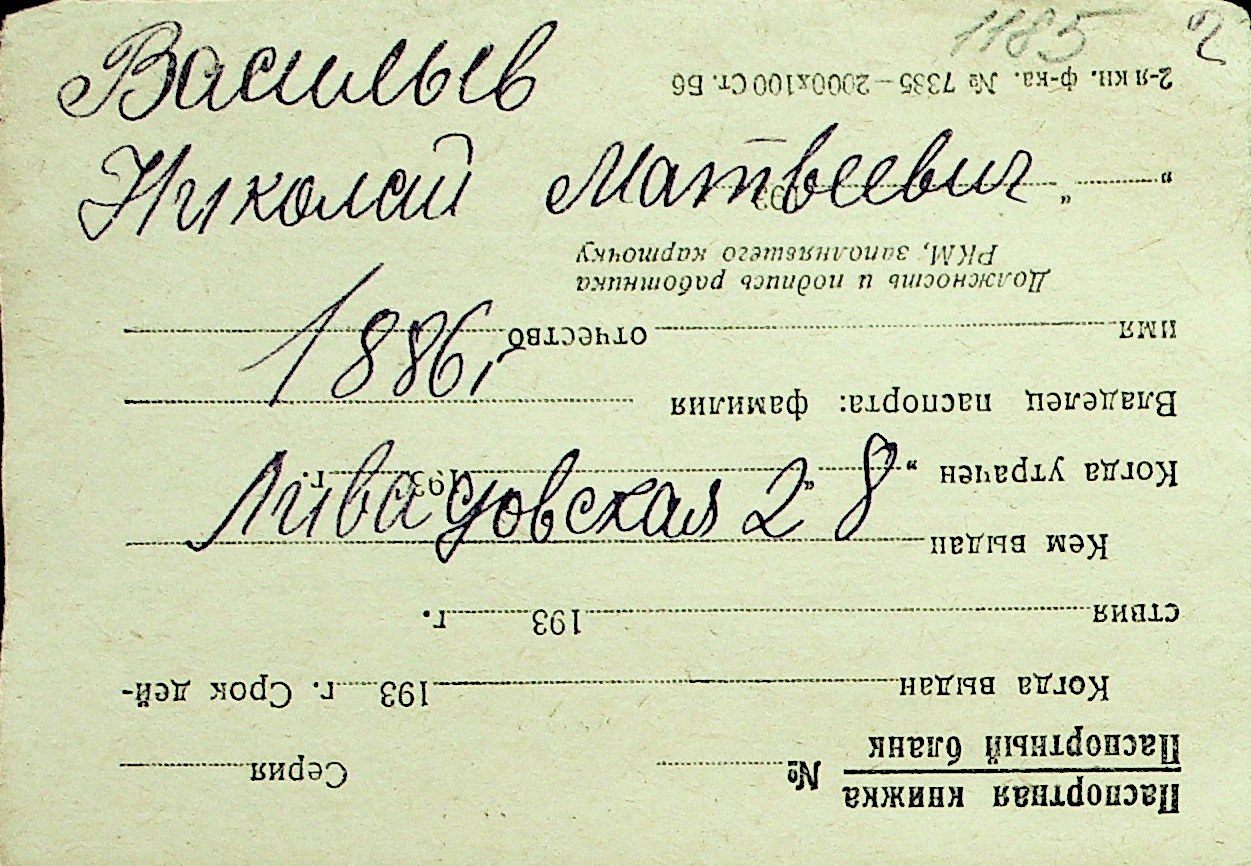 1185 2
Васильев
Николай Матвеевич
1886 г
Ливадовская 2 8
Паспортная книжка
Паспортный бланк
№ Серия
Когда выдан 193 г. Срок дей-
ствия 193 г.
Кем выдан
Когда утрачен „ “ 193 г.
Владелец паспорта: фамилия
имя отчество
Должность и подпись работника
РКМ, заполнявшего карточку
„ “ 193
2-я кн. ф-ка. № 7335—2000х100 Ст. Б6